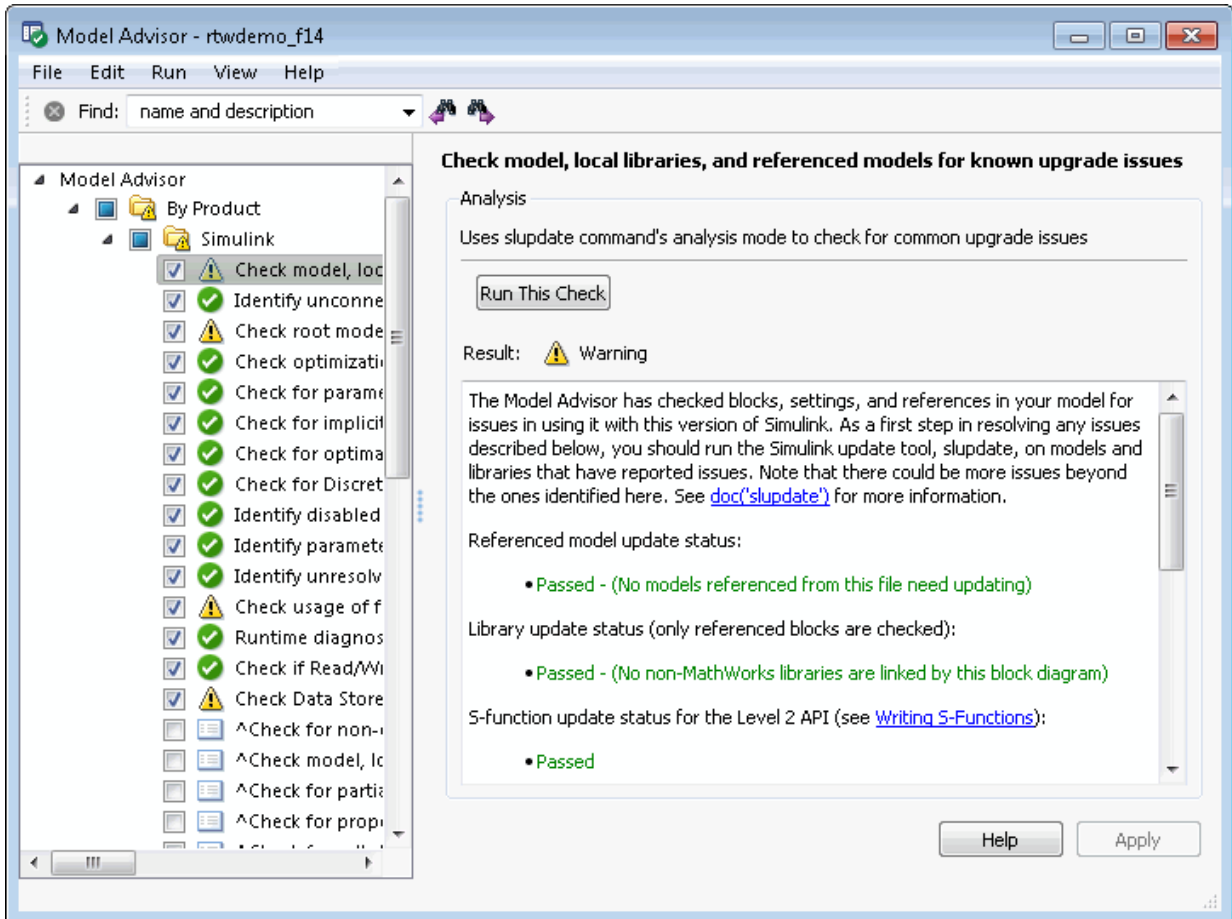 Model Advisor - rtwdemo_f14
File Edit Run View Help
Find: name and description
Model Advisor
By Product
Simulink
Check model, loc
Identify unconne
Check root mode
Check optimizati
Check for parame
Check for implicit
Check for optima
Check for Discret
Identify disabled
Identify paramete
Identify unresolv
Check usage of f
Runtime diagnos
Check if Read/Wri
Check Data Store
^Check for non-
^Check model, lo
^Check for partia
^Check for prope
Check model, local libraries, and referenced models for known upgrade issues
Analysis
Uses slupdate command's analysis mode to check for common upgrade issues
Run This Check
Result: Warning
The Model Advisor has checked blocks, settings, and references in your model for
issues in using it with this version of Simulink. As a first step in resolving any issues
described below, you should run the Simulink update tool, slupdate, on models and
libraries that have reported issues. Note that there could be more issues beyond
the ones identified here. See doc('slupdate') for more information.
Referenced model update status:
• Passed - (No models referenced from this file need updating)
Library update status (only referenced blocks are checked):
• Passed - (No non-MathWorks libraries are linked by this block diagram)
S-function update status for the Level 2 API (see Writing S-Functions):
• Passed
Help Apply